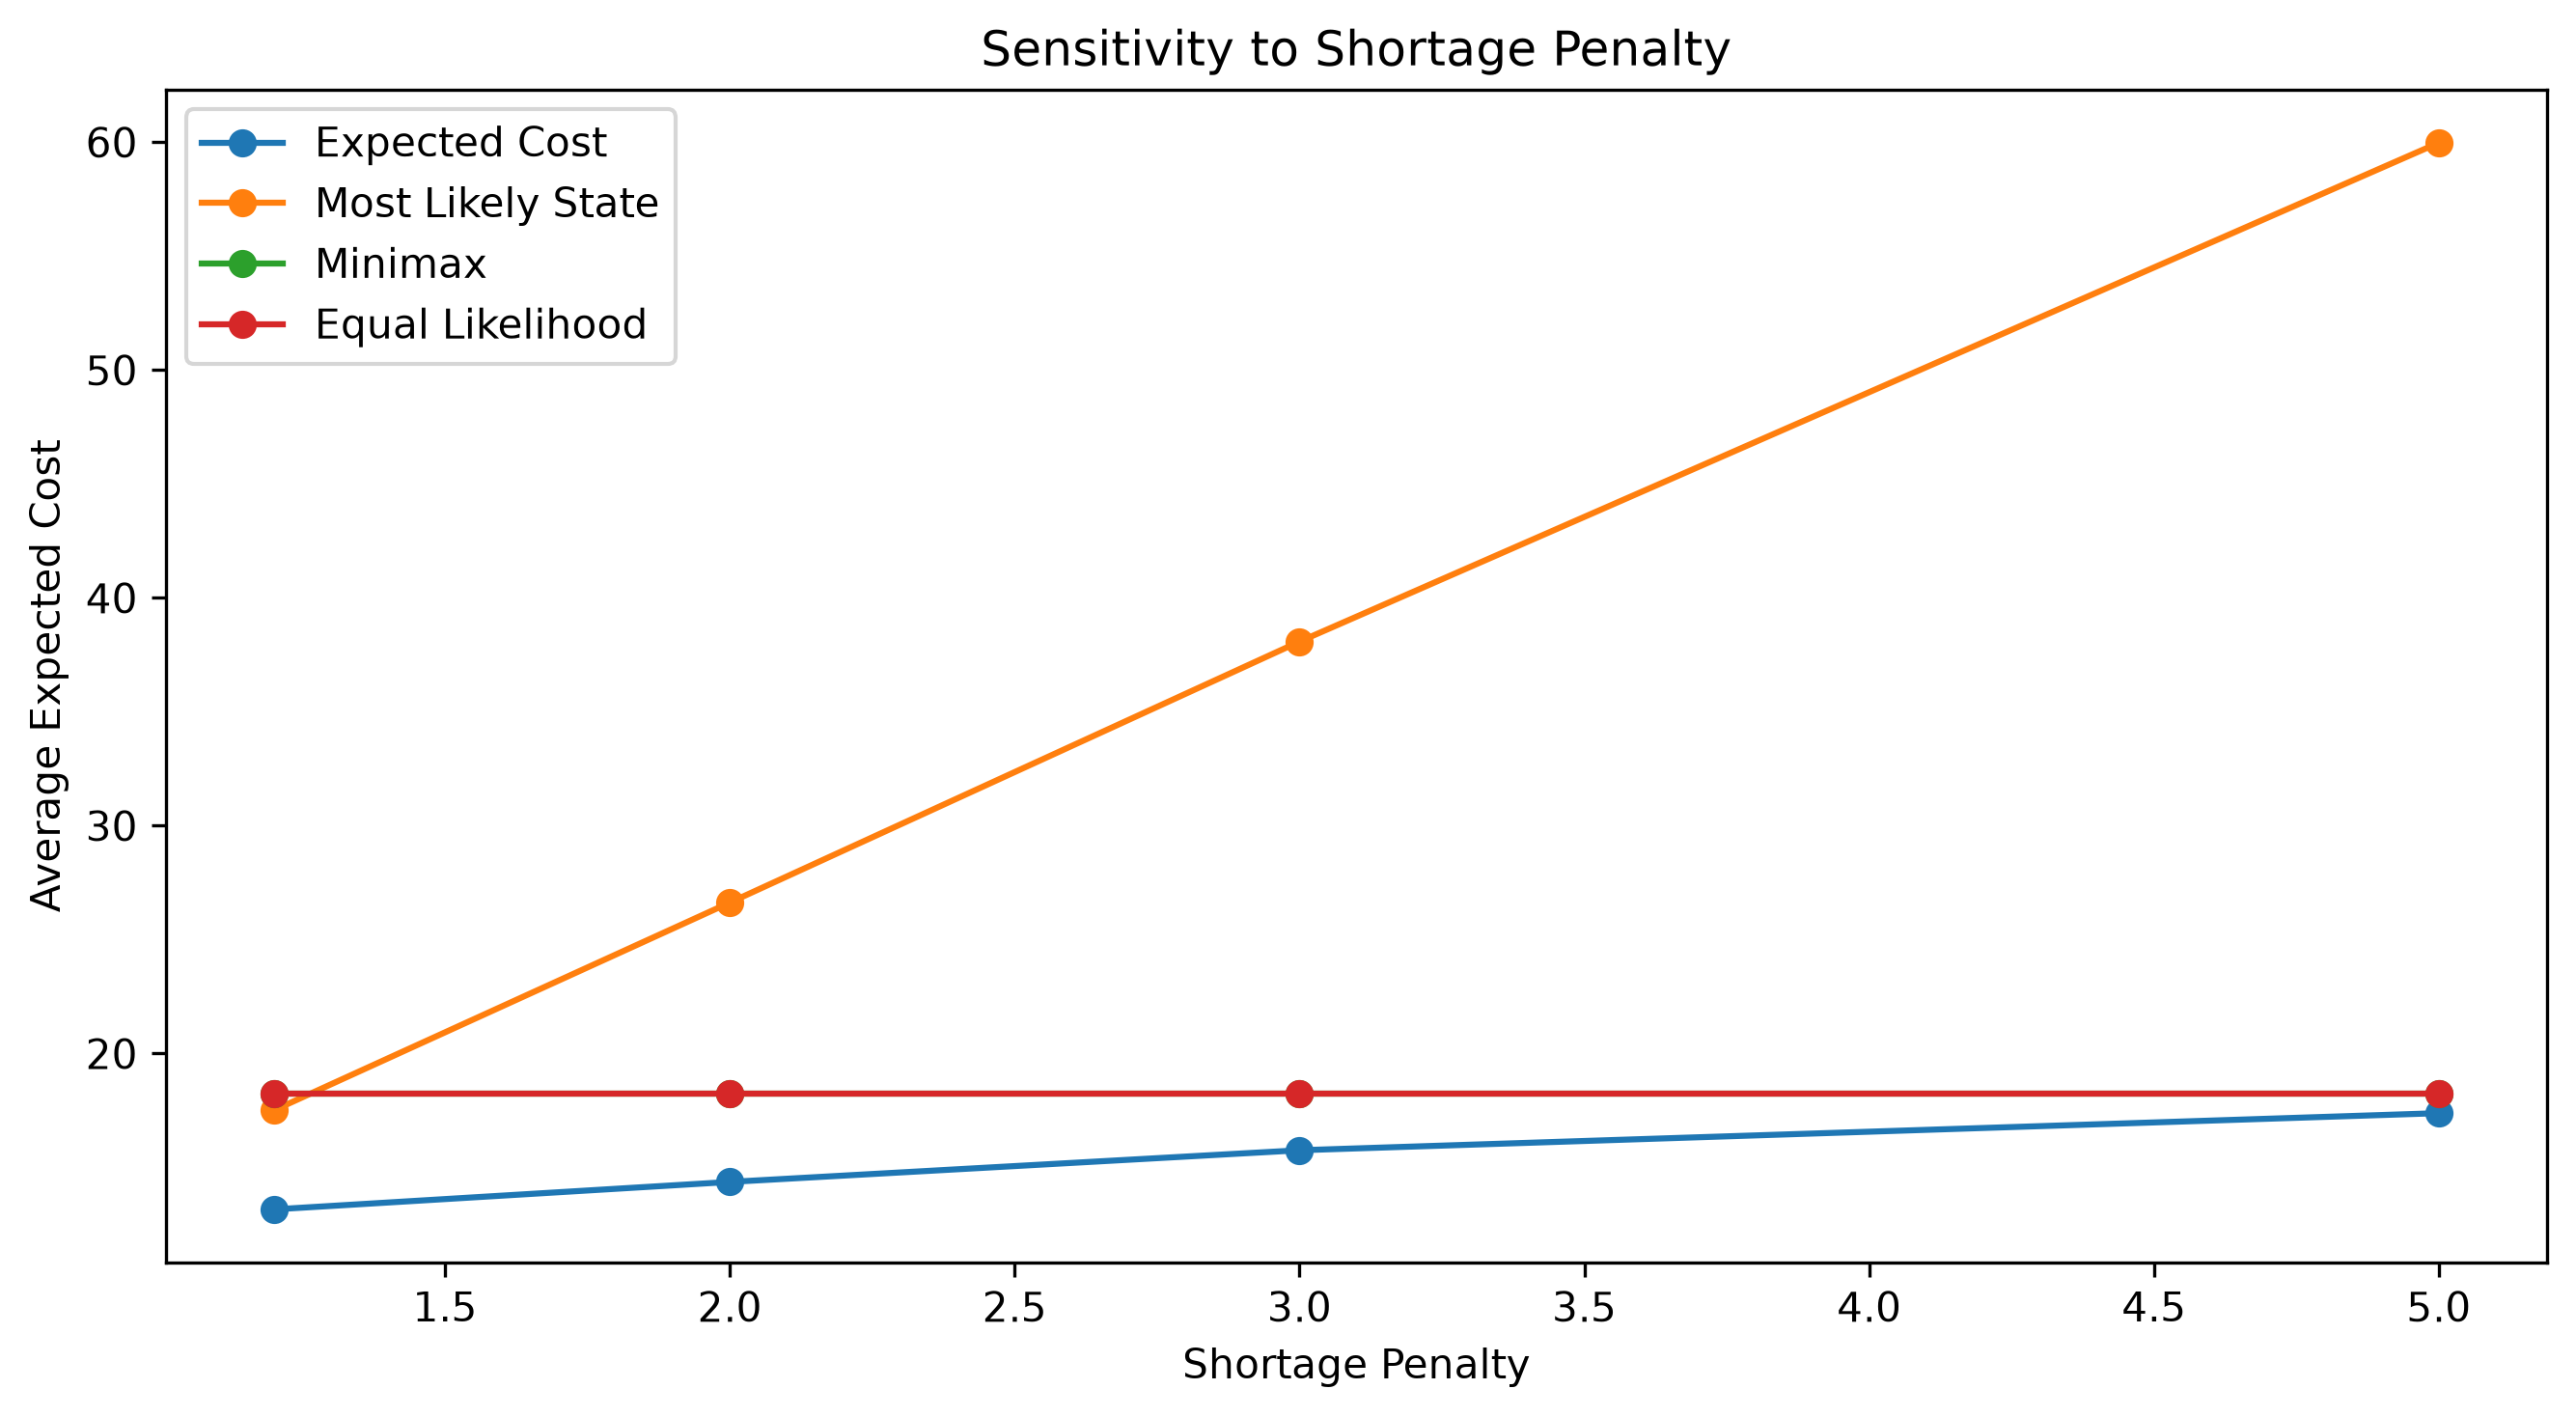 Sensitivity to Shortage Penalty
Expected Cost
Most Likely State
Minimax
Equal Likelihood
Average Expected Cost
60
50
40
30
20
1.5 2.0 2.5 3.0 3.5 4.0 4.5 5.0
Shortage Penalty